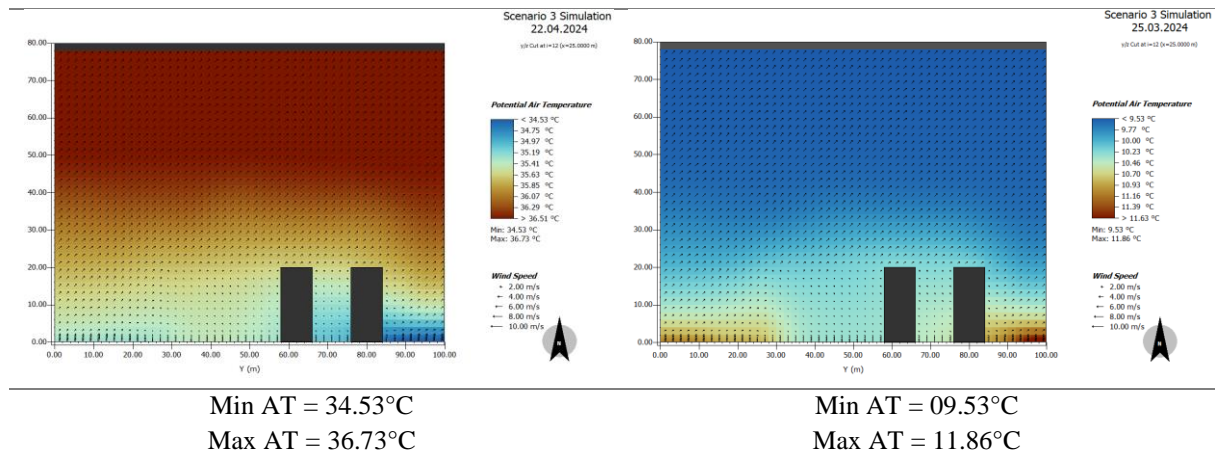 Scenario 3 Simulation
22.04.2024
y/z Cut at i=12 (x=25.0000 m)
80.00
70.00
60.00
50.00
40.00
30.00
20.00
10.00
0.00
0.00 10.00 20.00 30.00 40.00 50.00 60.00 70.00 80.00 90.00 100.00
Y (m)
Potential Air Temperature
< 34.53 °C
34.75 °C
34.97 °C
35.19 °C
35.41 °C
35.63 °C
35.85 °C
36.07 °C
36.29 °C
> 36.51 °C
Min: 34.53 °C
Max: 36.73 °C
Wind Speed
2.00 m/s
4.00 m/s
6.00 m/s
8.00 m/s
10.00 m/s
N
Min AT = 34.53°C
Max AT = 36.73°C
Scenario 3 Simulation
25.03.2024
y/z Cut at i=12 (x=25.0000 m)
80.00
70.00
60.00
50.00
40.00
30.00
20.00
10.00
0.00
0.00 10.00 20.00 30.00 40.00 50.00 60.00 70.00 80.00 90.00 100.00
Y (m)
Potential Air Temperature
< 9.53 °C
9.77 °C
10.00 °C
10.23 °C
10.46 °C
10.70 °C
10.93 °C
11.16 °C
11.39 °C
> 11.63 °C
Min: 9.53 °C
Max: 11.86 °C
Wind Speed
2.00 m/s
4.00 m/s
6.00 m/s
8.00 m/s
10.00 m/s
N
Min AT = 09.53°C
Max AT = 11.86°C